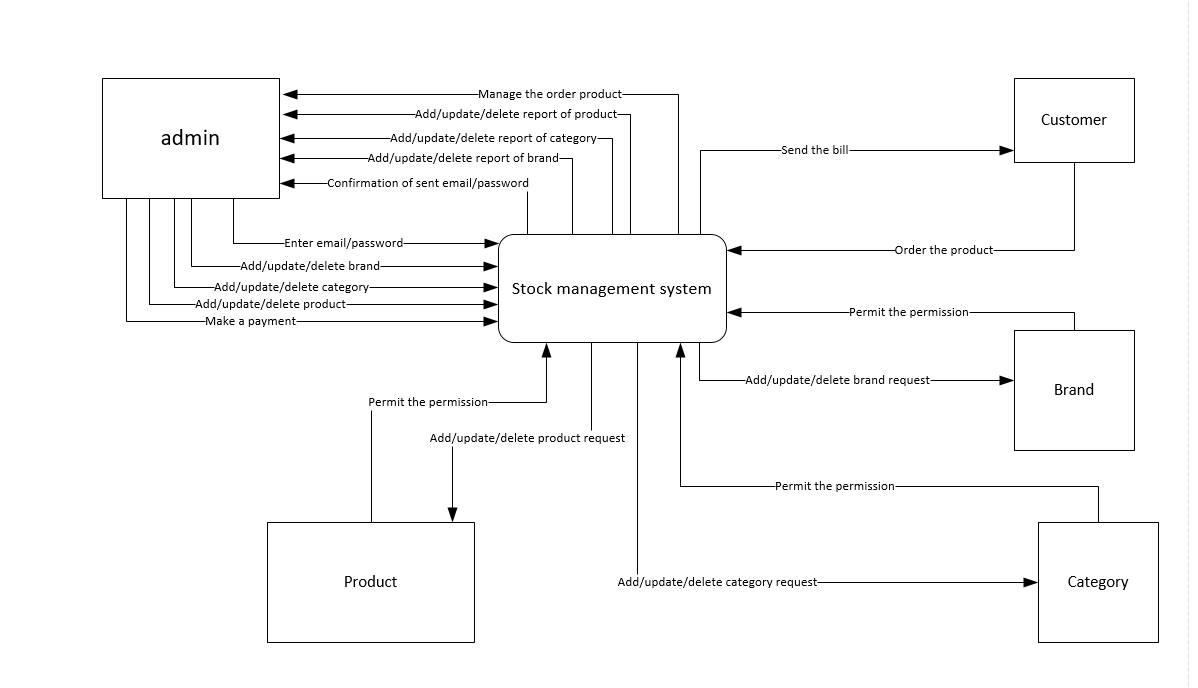 Manage the order product
Add/update/delete report of product
admin
Add/update/delete report of category
Add/update/delete report of brand
Confirmation of sent email/password
Customer
Send the bill
Enter email/password
Order the product
Add/update/delete brand
Add/update/delete category
Stock management system
Add/update/delete product
Make a payment
Permit the permission
Add/update/delete brand request
Brand
Permit the permission
Add/update/delete product request
Permit the permission
Product
Add/update/delete category request
Category